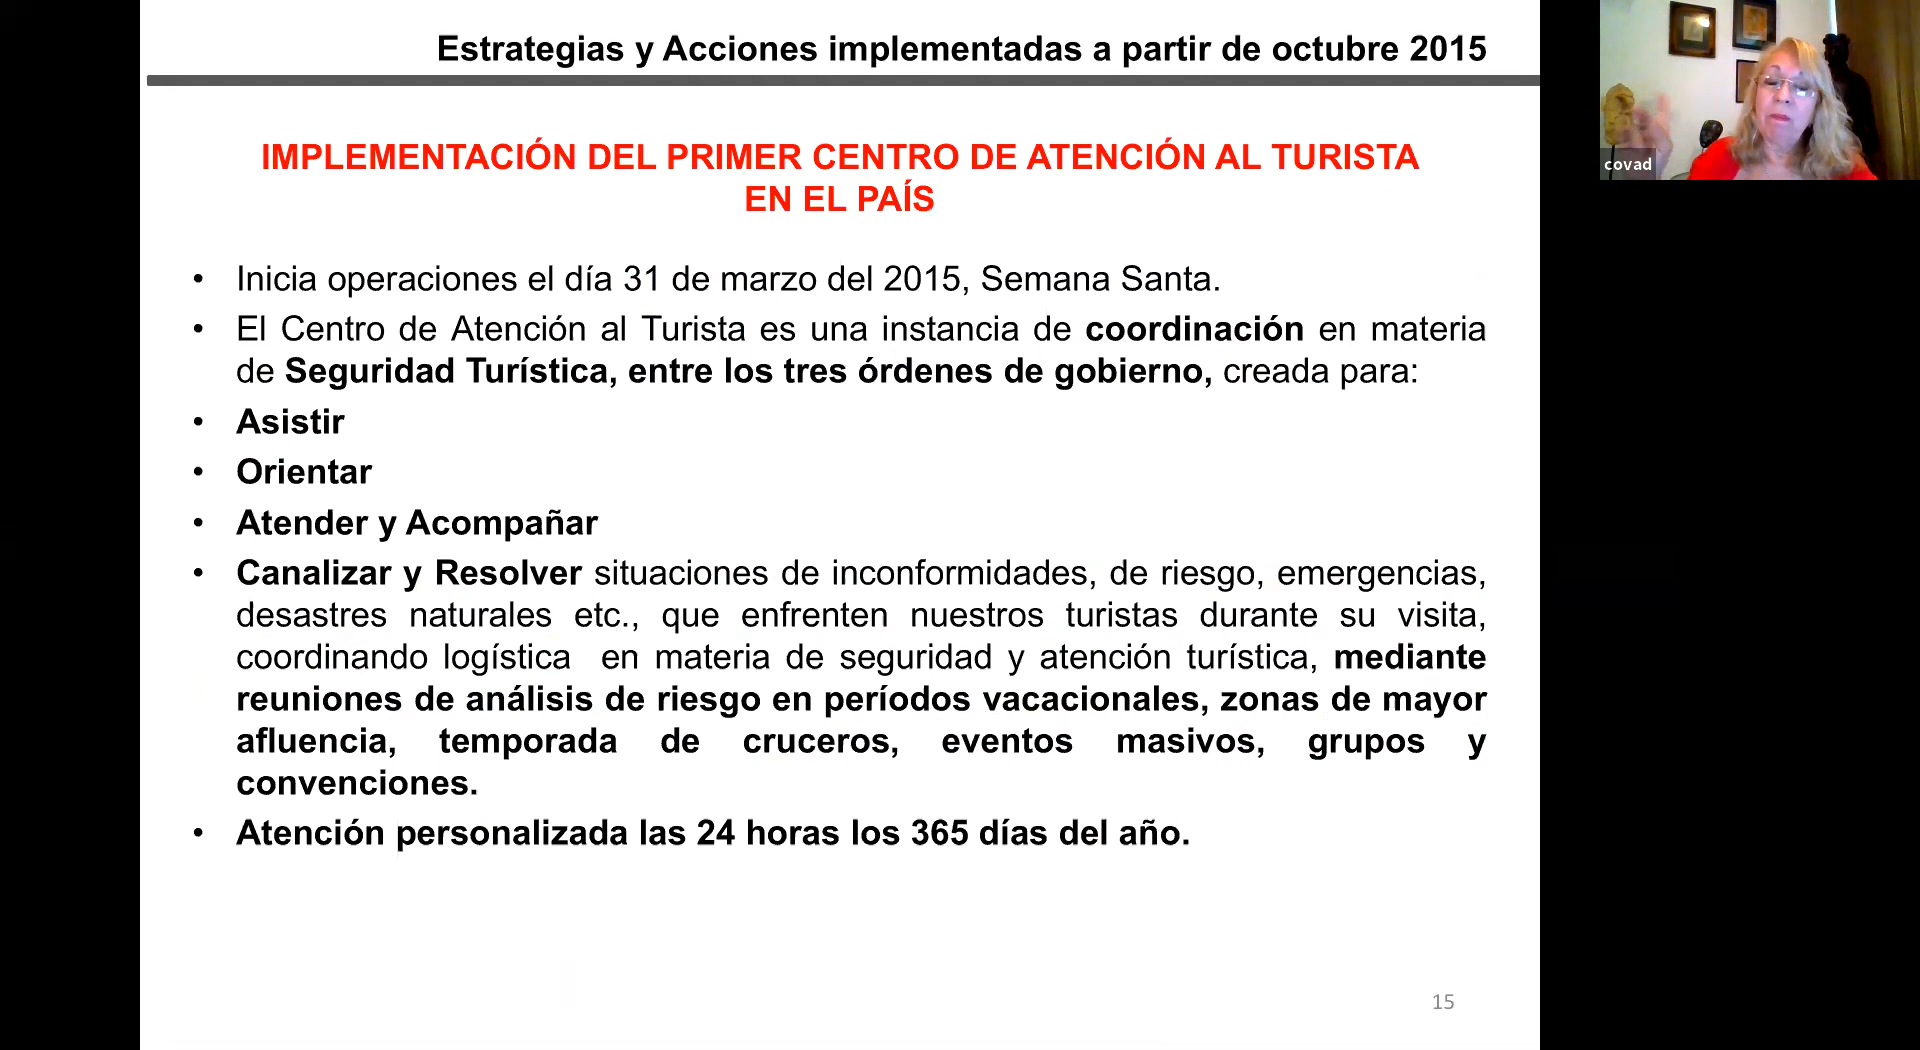 Estrategias y Acciones implementadas a partir de octubre 2015
IMPLEMENTACIÓN DEL PRIMER CENTRO DE ATENCIÓN AL TURISTA
EN EL PAÍS
• Inicia operaciones el día 31 de marzo del 2015, Semana Santa.
• El Centro de Atención al Turista es una instancia de coordinación en materia
de Seguridad Turística, entre los tres órdenes de gobierno, creada para:
• Asistir
• Orientar
• Atender y Acompañar
• Canalizar y Resolver situaciones de inconformidades, de riesgo, emergencias,
desastres naturales etc., que enfrenten nuestros turistas durante su visita,
coordinando logística en materia de seguridad y atención turística, mediante
reuniones de análisis de riesgo en períodos vacacionales, zonas de mayor
afluencia, temporada de cruceros, eventos masivos, grupos y
convenciones.
• Atención personalizada las 24 horas los 365 días del año.
15
covad